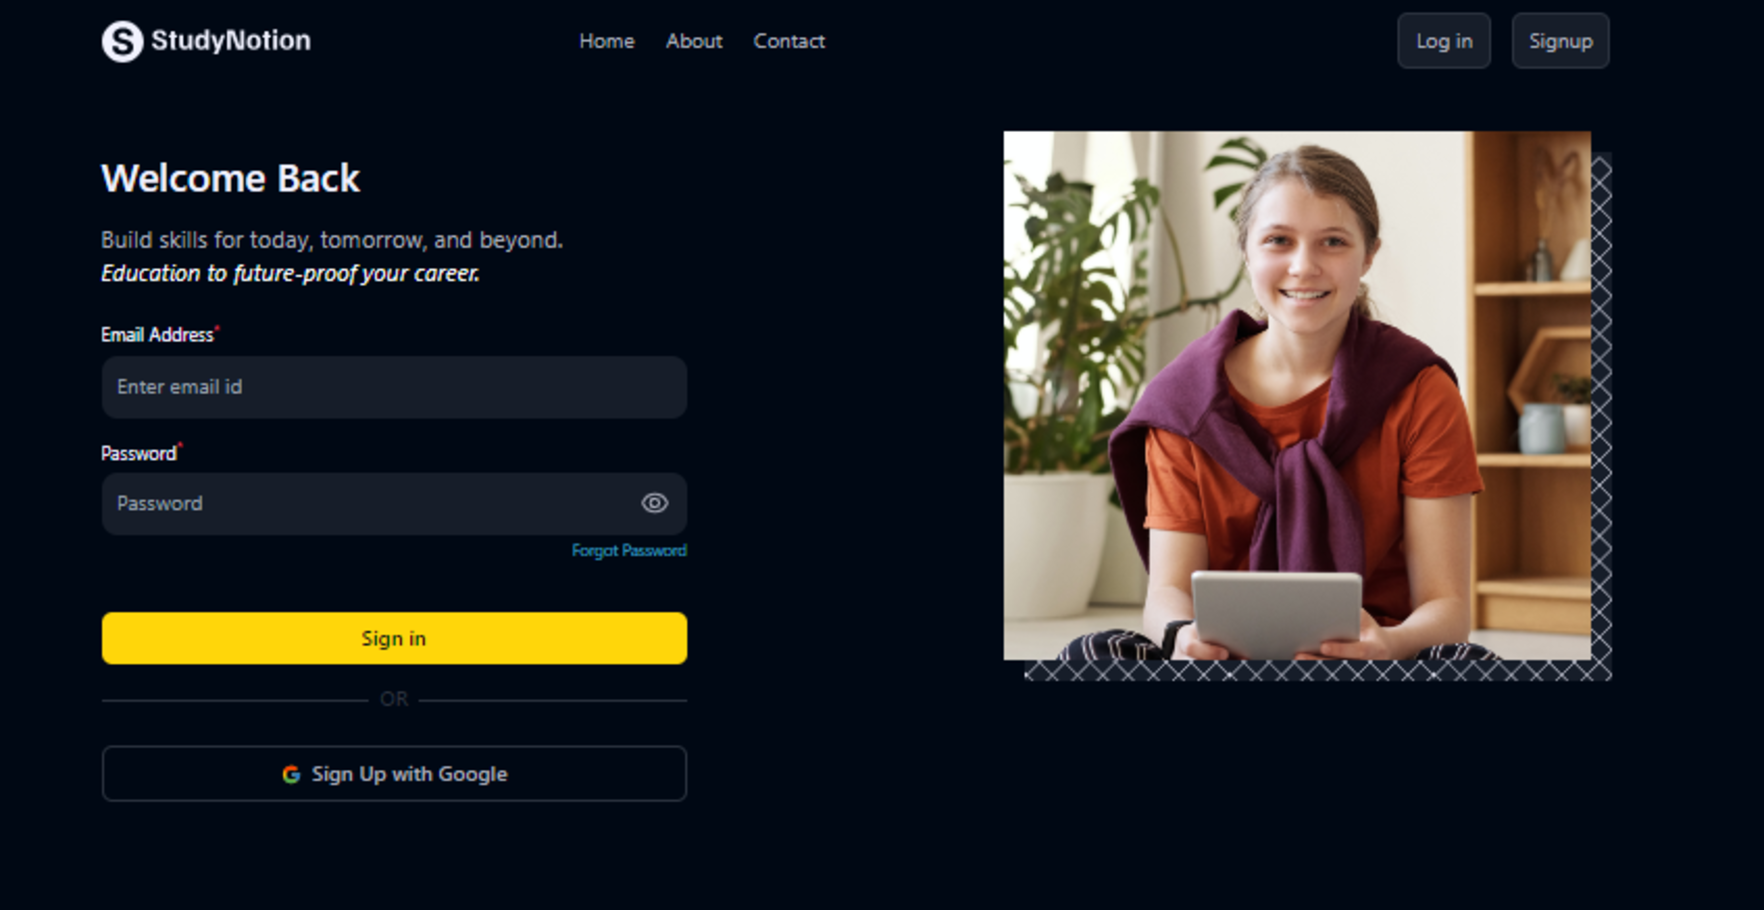 StudyNotion
Home About Contact
Log in Signup
Welcome Back
Build skills for today, tomorrow, and beyond.
Education to future-proof your career.
Email Address*
Enter email id
Password*
Password
Forgot Password
Sign in
OR
Sign Up with Google